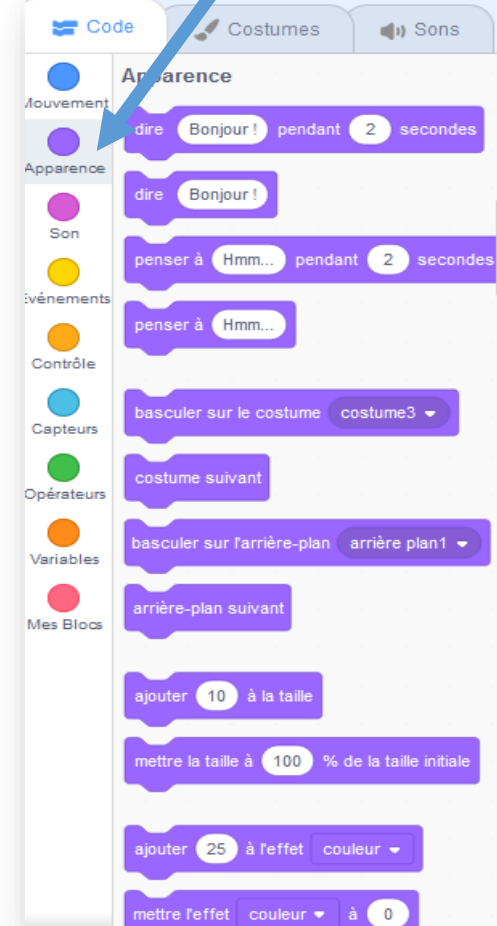 Code Costumes Sons
Mouvement
Apparence
Son
Événements
Contrôle
Capteurs
Opérateurs
Variables
Mes Blocs
Apparence
dire Bonjour ! pendant 2 secondes
dire Bonjour !
penser à Hmm... pendant 2 secondes
penser à Hmm...
basculer sur le costume costume3
costume suivant
basculer sur l'arrière-plan arrière plan1
arrière-plan suivant
ajouter 10 à la taille
mettre la taille à 100 % de la taille initiale
ajouter 25 à l'effet couleur
mettre l'effet couleur à 0